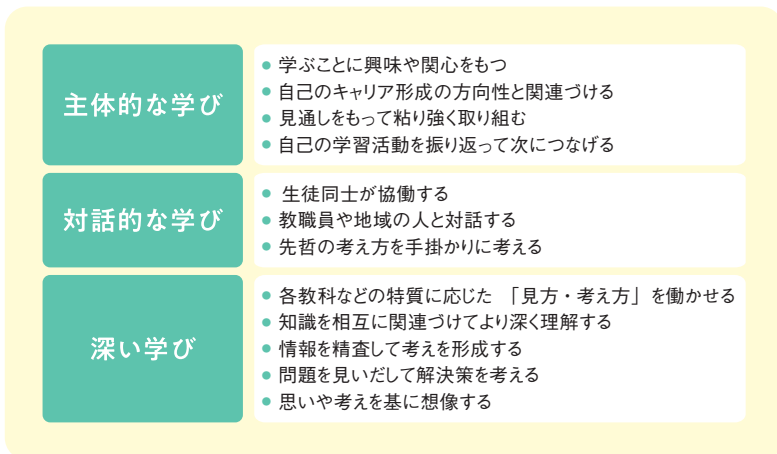 主体的な学び
● 学ぶことに興味や関心をもつ
● 自己のキャリア形成の方向性と関連づける
● 見通しをもって粘り強く取り組む
● 自己の学習活動を振り返って次につなげる
対話的な学び
● 生徒同士が協働する
● 教職員や地域の人と対話する
● 先哲の考え方を手掛かりに考える
深い学び
● 各教科などの特質に応じた 「見方・考え方」を働かせる
● 知識を相互に関連づけてより深く理解する
● 情報を精査して考えを形成する
● 問題を見いだして解決策を考える
● 思いや考えを基に想像する